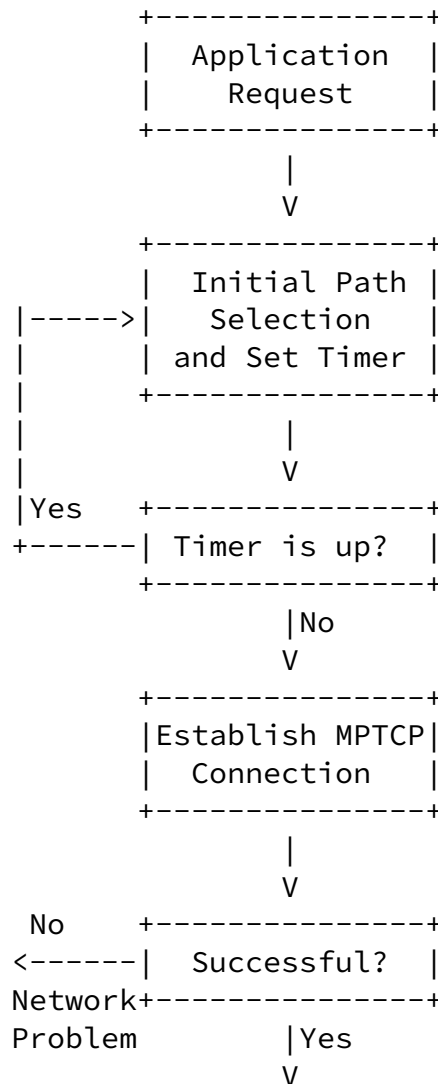 +---------------+
|  Application  |
|    Request    |
+---------------+
|
V
+---------------+
|  Initial Path |
|----->|   Selection   |
|      | and Set Timer |
|      +---------------+
|              |
|              V
|Yes   +---------------+
+------| Timer is up?  |
+---------------+
|No
V
+---------------+
|Establish MPTCP|
|  Connection   |
+---------------+
|
V
No    +---------------+
<------|  Successful?  |
Network+---------------+
Problem        |Yes
V